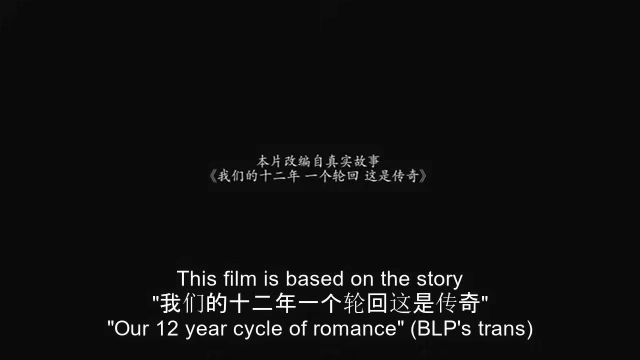 本片改编自真实故事
《我们的十二年 一个轮回 这是传奇》
This film is based on the story
"我们的十二年一个轮回这是传奇"
"Our 12 year cycle of romance" (BLP's trans)